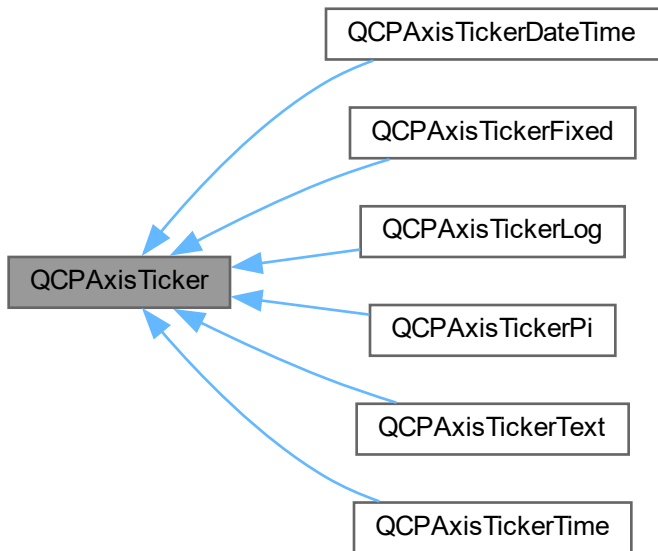 QCPAxisTickerDateTime
QCPAxisTickerFixed
QCPAxisTickerLog
QCPAxisTicker
QCPAxisTickerPi
QCPAxisTickerText
QCPAxisTickerTime